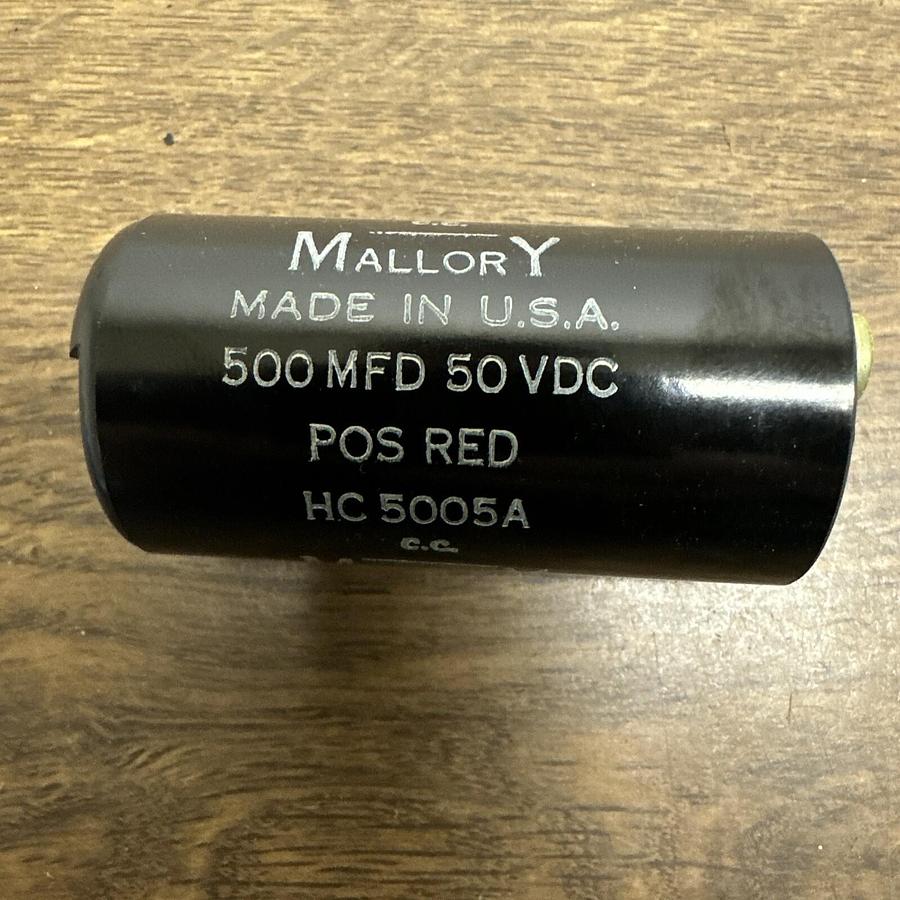 MALLORY
MADE IN U.S.A.
500 MFD 50 VDC
POS RED
HC 5005A
C.C.